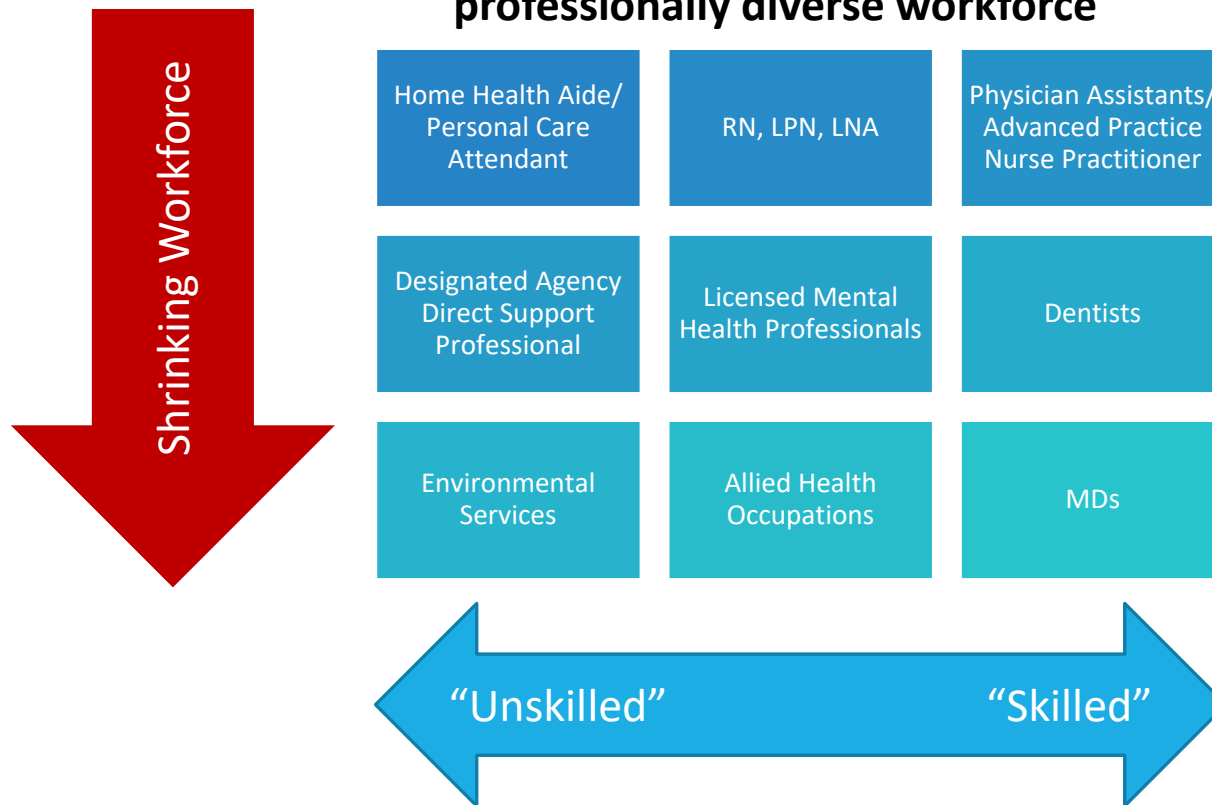 professionally diverse workforce
Shrinking Workforce
Home Health Aide/
Personal Care
Attendant
RN, LPN, LNA
Physician Assistants/
Advanced Practice
Nurse Practitioner
Designated Agency
Direct Support
Professional
Licensed Mental
Health Professionals
Dentists
Environmental
Services
Allied Health
Occupations
MDs
“Unskilled”
“Skilled”